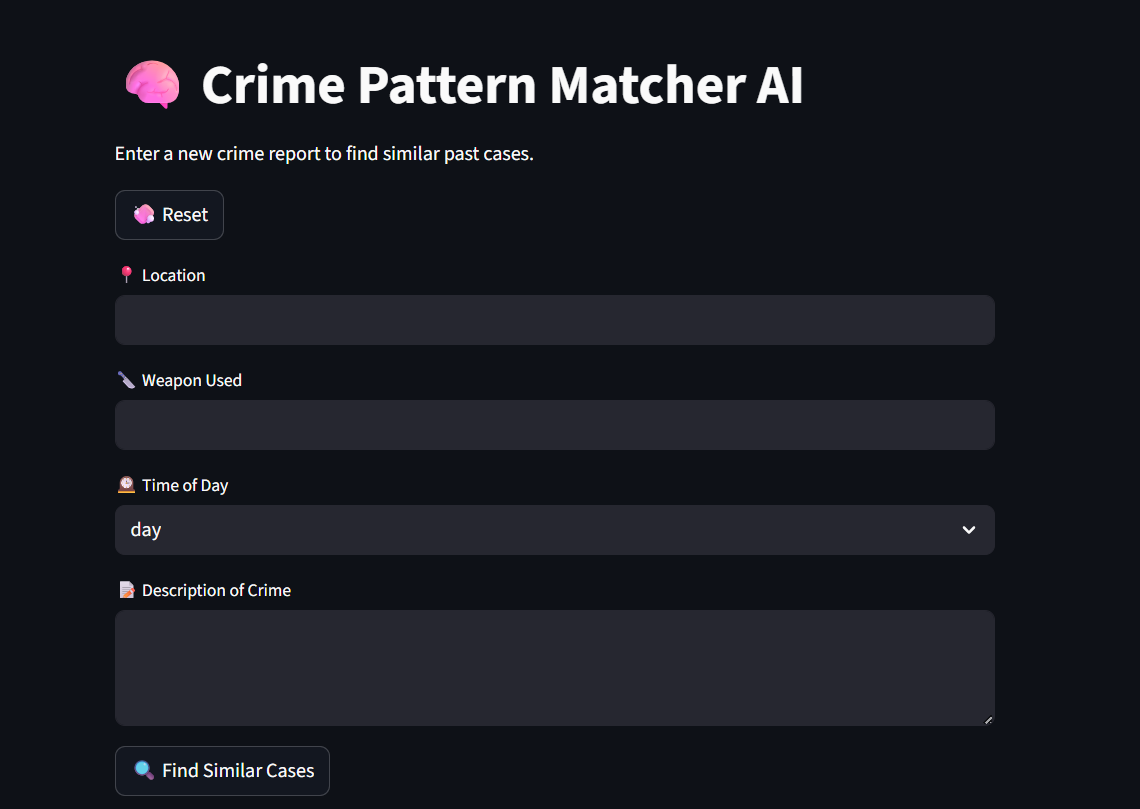 Crime Pattern Matcher AI
Enter a new crime report to find similar past cases.
Reset
Location
Weapon Used
Time of Day
day
Description of Crime
Find Similar Cases